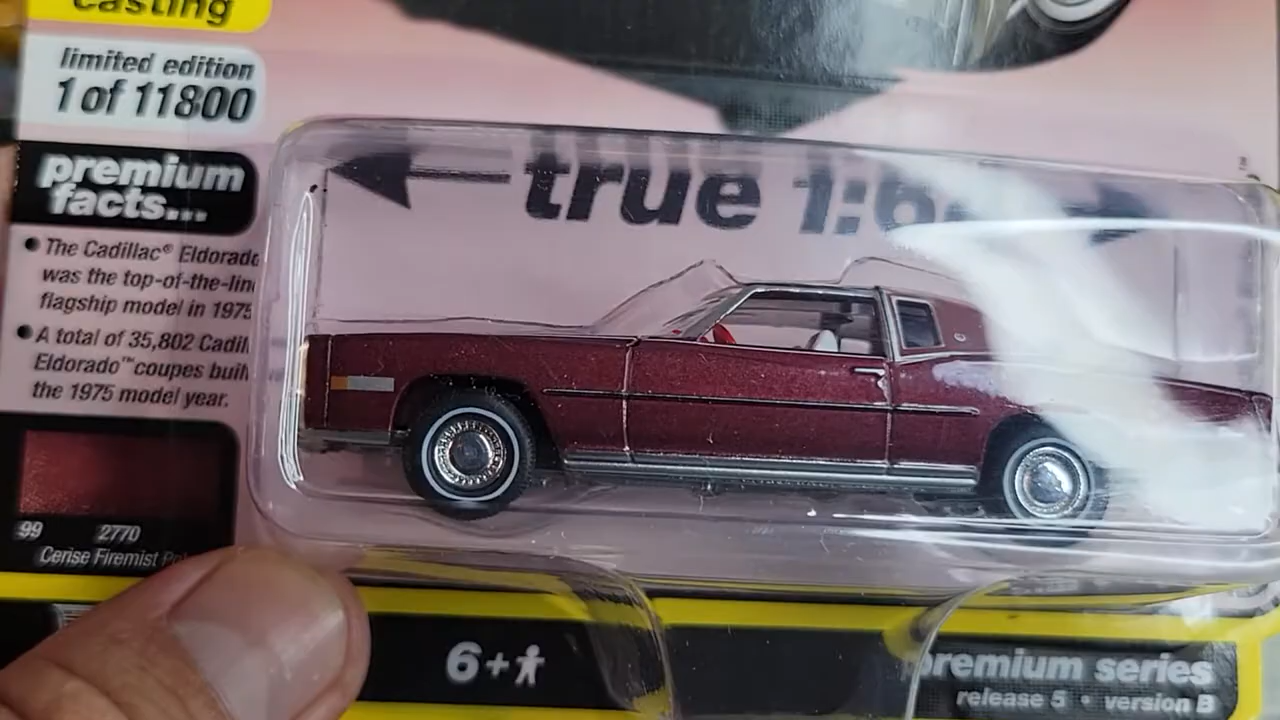 casting
limited edition
1 of 11800
premium
facts...
true 1:6
• The Cadillac® Eldorado
was the top-of-the-lin
flagship model in 1975
• A total of 35,802 Cadil
Eldorado™ coupes buil
the 1975 model year.
99 2770
Cerise Firemist
6+
premium series
release 5 • version B